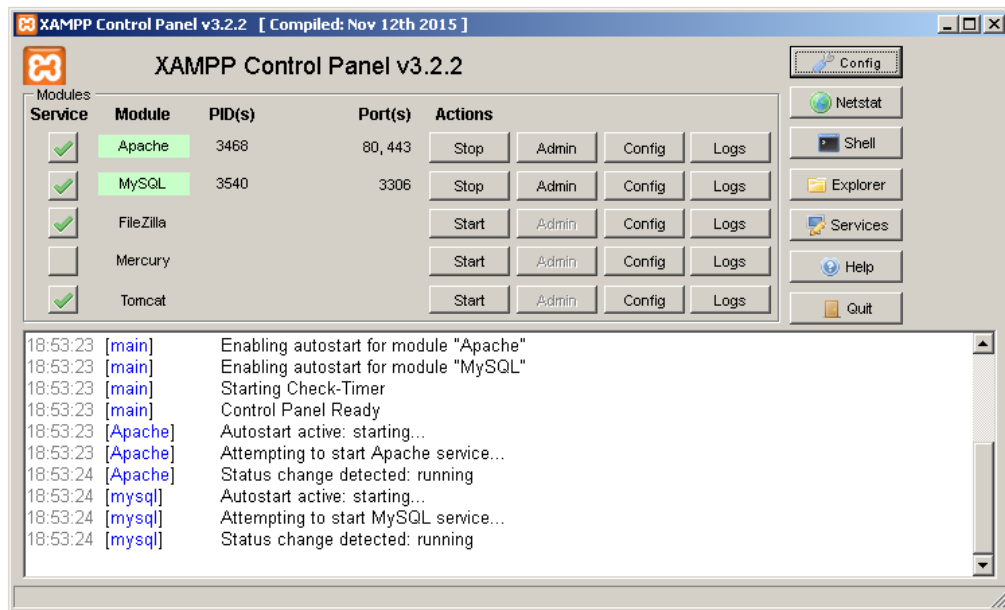 XAMPP Control Panel v3.2.2 [ Compiled: Nov 12th 2015 ]
XAMPP Control Panel v3.2.2
Config
Modules
Service Module PID(s) Port(s) Actions
Netstat
Apache 3468 80, 443 Stop Admin Config Logs
Shell
MySQL 3540 3306 Stop Admin Config Logs
Explorer
FileZilla Start Admin Config Logs
Services
Mercury Start Admin Config Logs
Help
Tomcat Start Admin Config Logs
Quit
18:53:23 [main] Enabling autostart for module "Apache"
18:53:23 [main] Enabling autostart for module "MySQL"
18:53:23 [main] Starting Check-Timer
18:53:23 [main] Control Panel Ready
18:53:23 [Apache] Autostart active: starting...
18:53:23 [Apache] Attempting to start Apache service...
18:53:24 [Apache] Status change detected: running
18:53:24 [mysql] Autostart active: starting...
18:53:24 [mysql] Attempting to start MySQL service...
18:53:24 [mysql] Status change detected: running